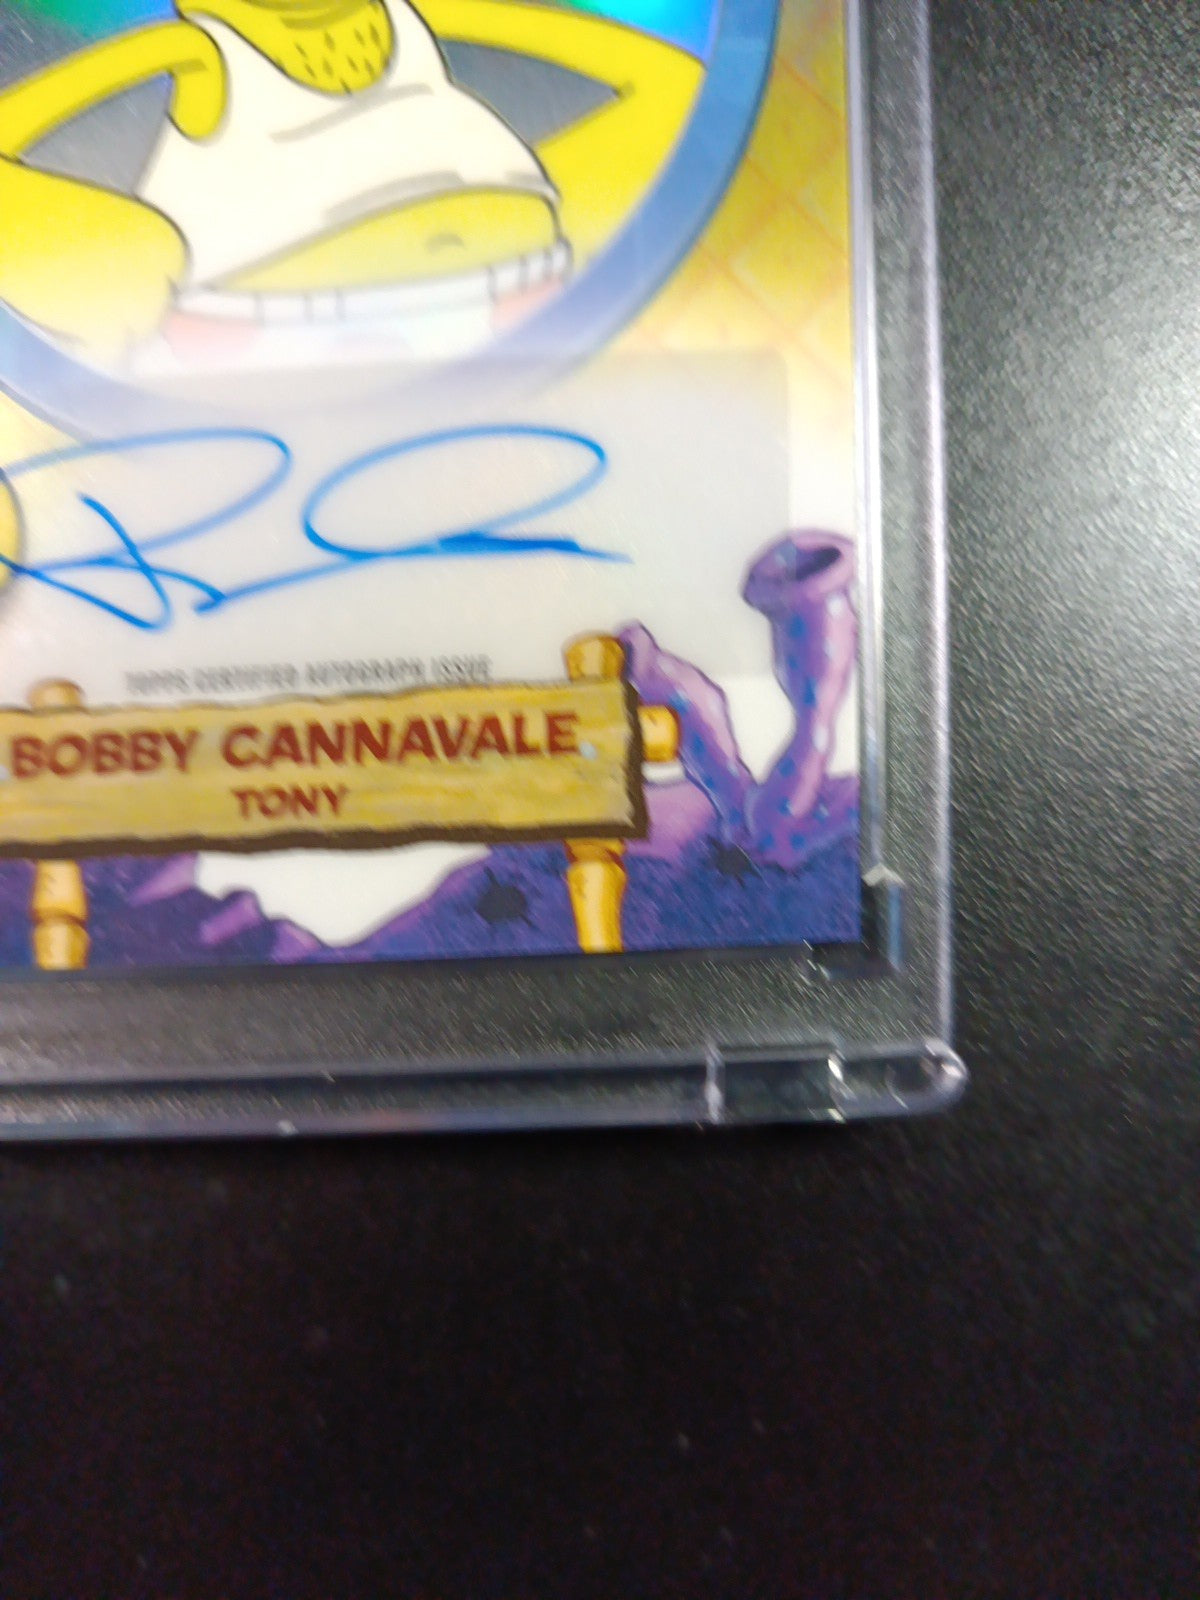 TOPPS CERTIFIED AUTOGRAPH ISSUE
BOBBY CANNAVALE
TONY